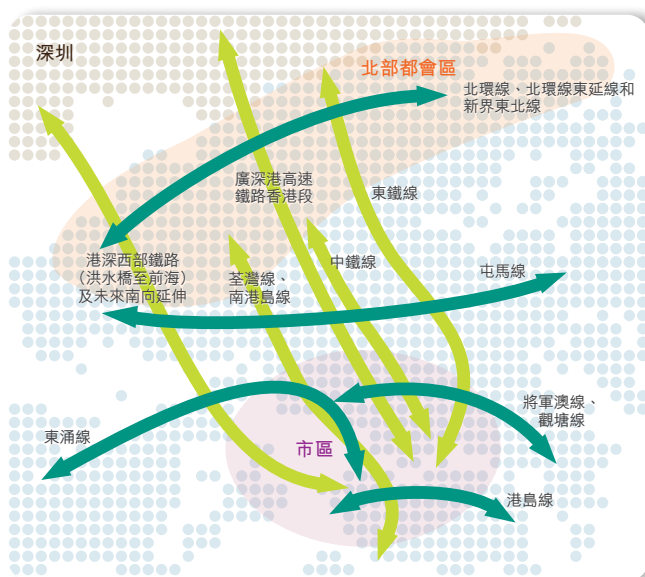 深圳
北部都會區
北環線、北環線東延線和
新界東北線
廣深港高速
鐵路香港段
東鐵線
港深西部鐵路
（洪水橋至前海）
及未來南向延伸
荃灣線、
南港島線
中鐵線
屯馬線
將軍澳線、
觀塘線
東涌線
市區
港島線